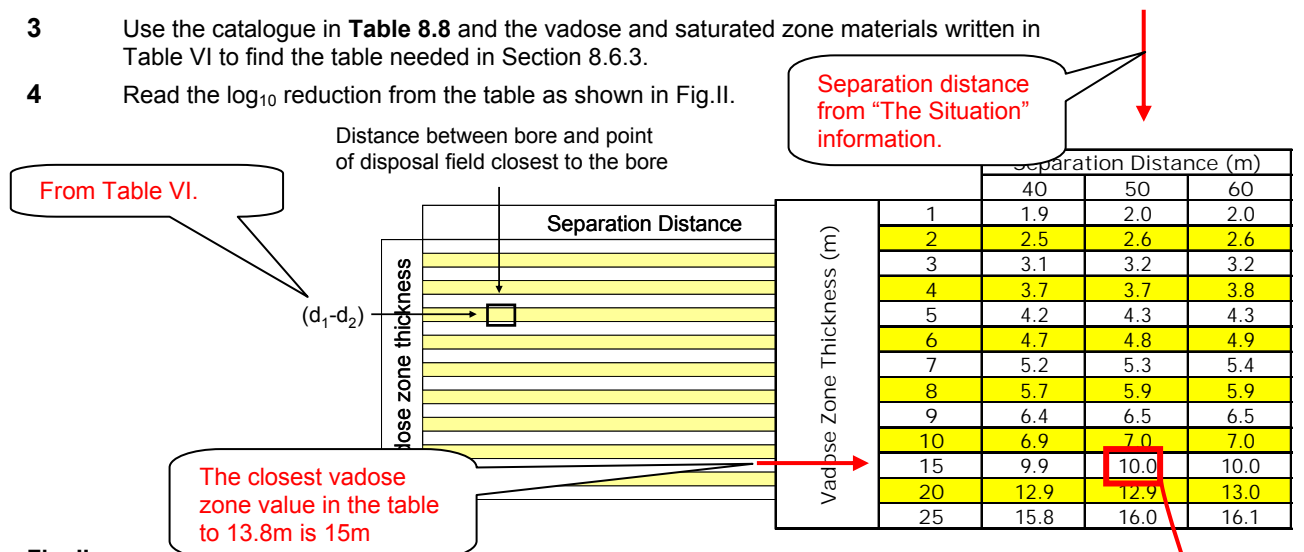 3 Use the catalogue in Table 8.8 and the vadose and saturated zone materials written in
Table VI to find the table needed in Section 8.6.3.
4 Read the log10 reduction from the table as shown in Fig.II.
Separation distance
from “The Situation”
information.
Distance between bore and point
of disposal field closest to the bore
From Table VI.
Separation Distance
(d1-d2)
zone thickness
The closest vadose
zone value in the table
to 13.8m is 15m
Separation Distance (m)
40 50 60
Vadose Zone Thickness (m)
1 1.9 2.0 2.0
2 2.5 2.6 2.6
3 3.1 3.2 3.2
4 3.7 3.7 3.8
5 4.2 4.3 4.3
6 4.7 4.8 4.9
7 5.2 5.3 5.4
8 5.7 5.9 5.9
9 6.4 6.5 6.5
10 6.9 7.0 7.0
15 9.9 10.0 10.0
20 12.9 12.9 13.0
25 15.8 16.0 16.1